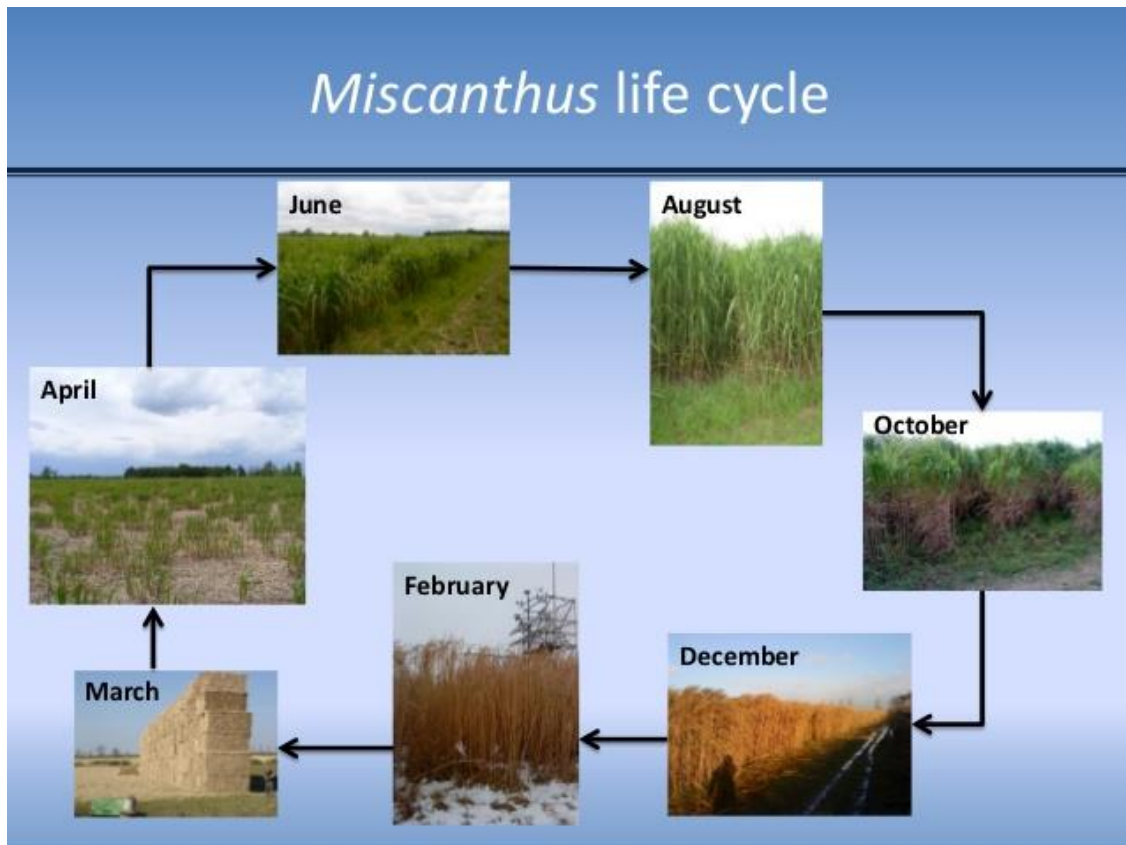 Miscanthus life cycle
June
August
April
October
February
December
March